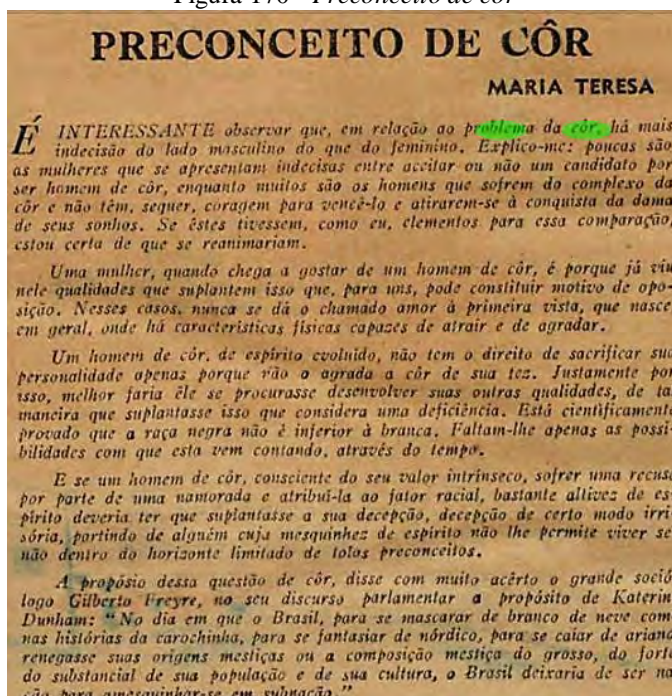 Figura 176 - Preconceito de côr
PRECONCEITO DE CÔR
MARIA TERESA
É INTERESSANTE observar que, em relação ao problema da côr, há mais
indecisão do lado masculino do que do feminino. Explico-me: poucas são
as mulheres que se apresentam indecisas entre aceitar ou não um candidato por
ser homem de côr, enquanto muitos são os homens que sofrem do complexo da
côr e não têm, sequer, coragem para vencê-lo e atirarem-se à conquista da dama
de seus sonhos. Se êstes tivessem, como eu, elementos para essa comparação,
estou certa de que se reanimariam.
Uma mulher, quando chega a gostar de um homem de côr, é porque já viu
nele qualidades que suplantem isso que, para uns, pode constituir motivo de opo-
sição. Nesses casos, nunca se dá o chamado amor à primeira vista, que nasce,
em geral, onde há características físicas capazes de atrair e de agradar.
Um homem de côr, de espírito evoluído, não tem o direito de sacrificar sua
personalidade apenas porque não o agrada a côr de sua tez. Justamente por
isso, melhor faria êle se procurasse desenvolver suas outras qualidades, de tal
maneira que suplantasse isso que considera uma deficiência. Está cientificament
provado que a raça negra não é inferior à branca. Faltam-lhe apenas as possi-
bilidades com que esta vem contando, através do tempo.
E se um homem de côr, consciente do seu valor intrínseco, sofrer uma recusa
por parte de uma namorada e atribuí-la ao fator racial, bastante altivez de es-
pírito deveria ter que suplantasse a sua decepção, decepção de certo modo irri-
sória, partindo de alguém cuja mesquinhez de espírito não lhe permite viver se-
não dentro do horizonte limitado de tolos preconceitos.
A propósio dessa questão de côr, disse com muito acêrto o grande soció-
logo Gilberto Freyre, no seu discurso parlamentar a propósito de Katerin
Dunham: "No dia em que o Brasil, para se mascarar de branco de neve com
nas histórias da carochinha, para se fantasiar de nórdico, para se caiar de ariano
renegasse suas origens mestiças ou a composição mestiça do grosso, do forte
do substancial de sua população e de sua cultura, o Brasil deixaria de ser na
ção para amesquinhar-se em subnação."